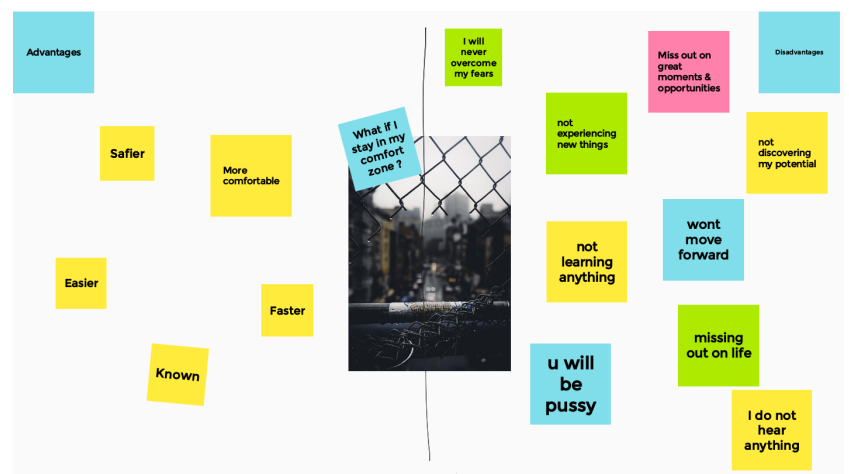 Advantages
Safier
More
comfortable
Easier
Faster
Known
What if I
stay in my
comfort
zone ?
I will
never
overcome
my fears
Miss out on
great
moments &
opportunities
Disadvantages
not
experiencing
new things
not
discovering
my potential
not
learning
anything
wont
move
forward
missing
out on life
u will
be
pussy
I do not
hear
anything